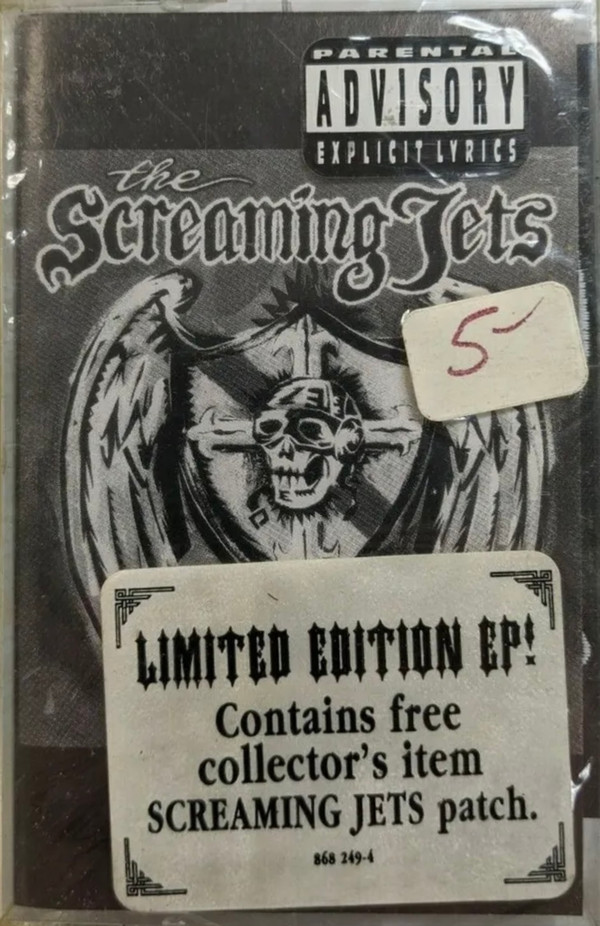 PARENTAL
ADVISORY
EXPLICIT LYRICS
the
Screaming Jets
5
LIMITED EDITION EP!
Contains free
collector's item
SCREAMING JETS patch.
868 249-4